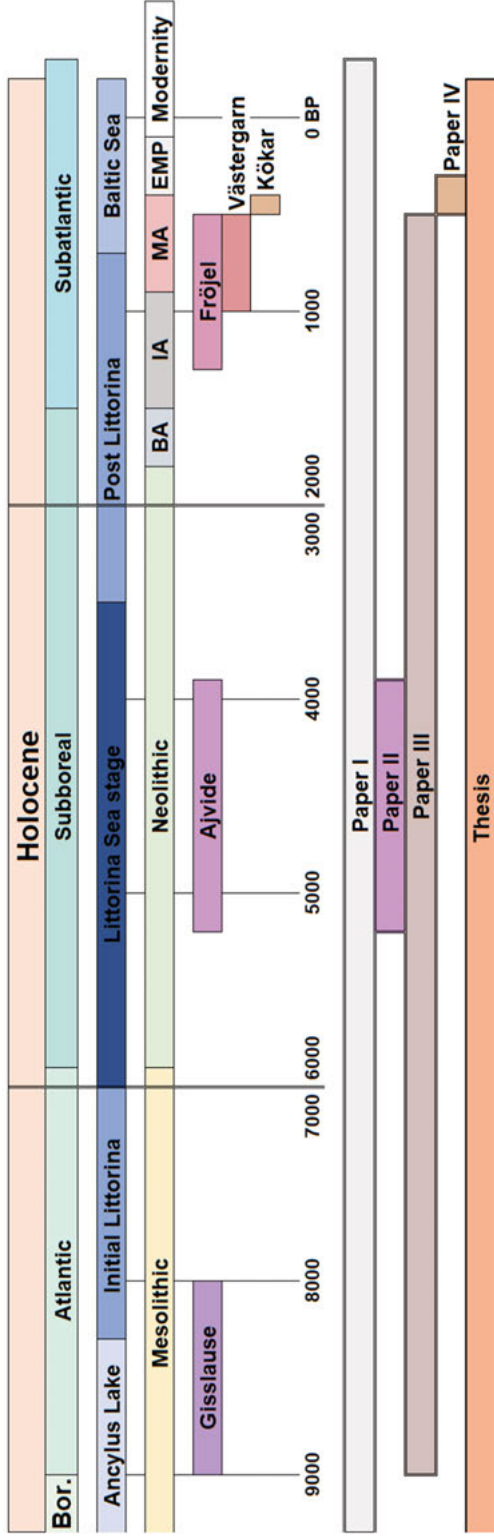 Holocene
Bor.
Atlantic
Subboreal
Subatlantic
Ancylus Lake
Initial Littorina
Littorina Sea stage
Post Littorina
Baltic Sea
Mesolithic
Neolithic
BA
IA
MA
EMP
Modernity
Gisslause
Ajvide
Fröjel
Västergarn
Kökar
9000
8000
7000
6000
5000
4000
3000
2000
1000
0 BP
Paper I
Paper II
Paper III
Paper IV
Thesis